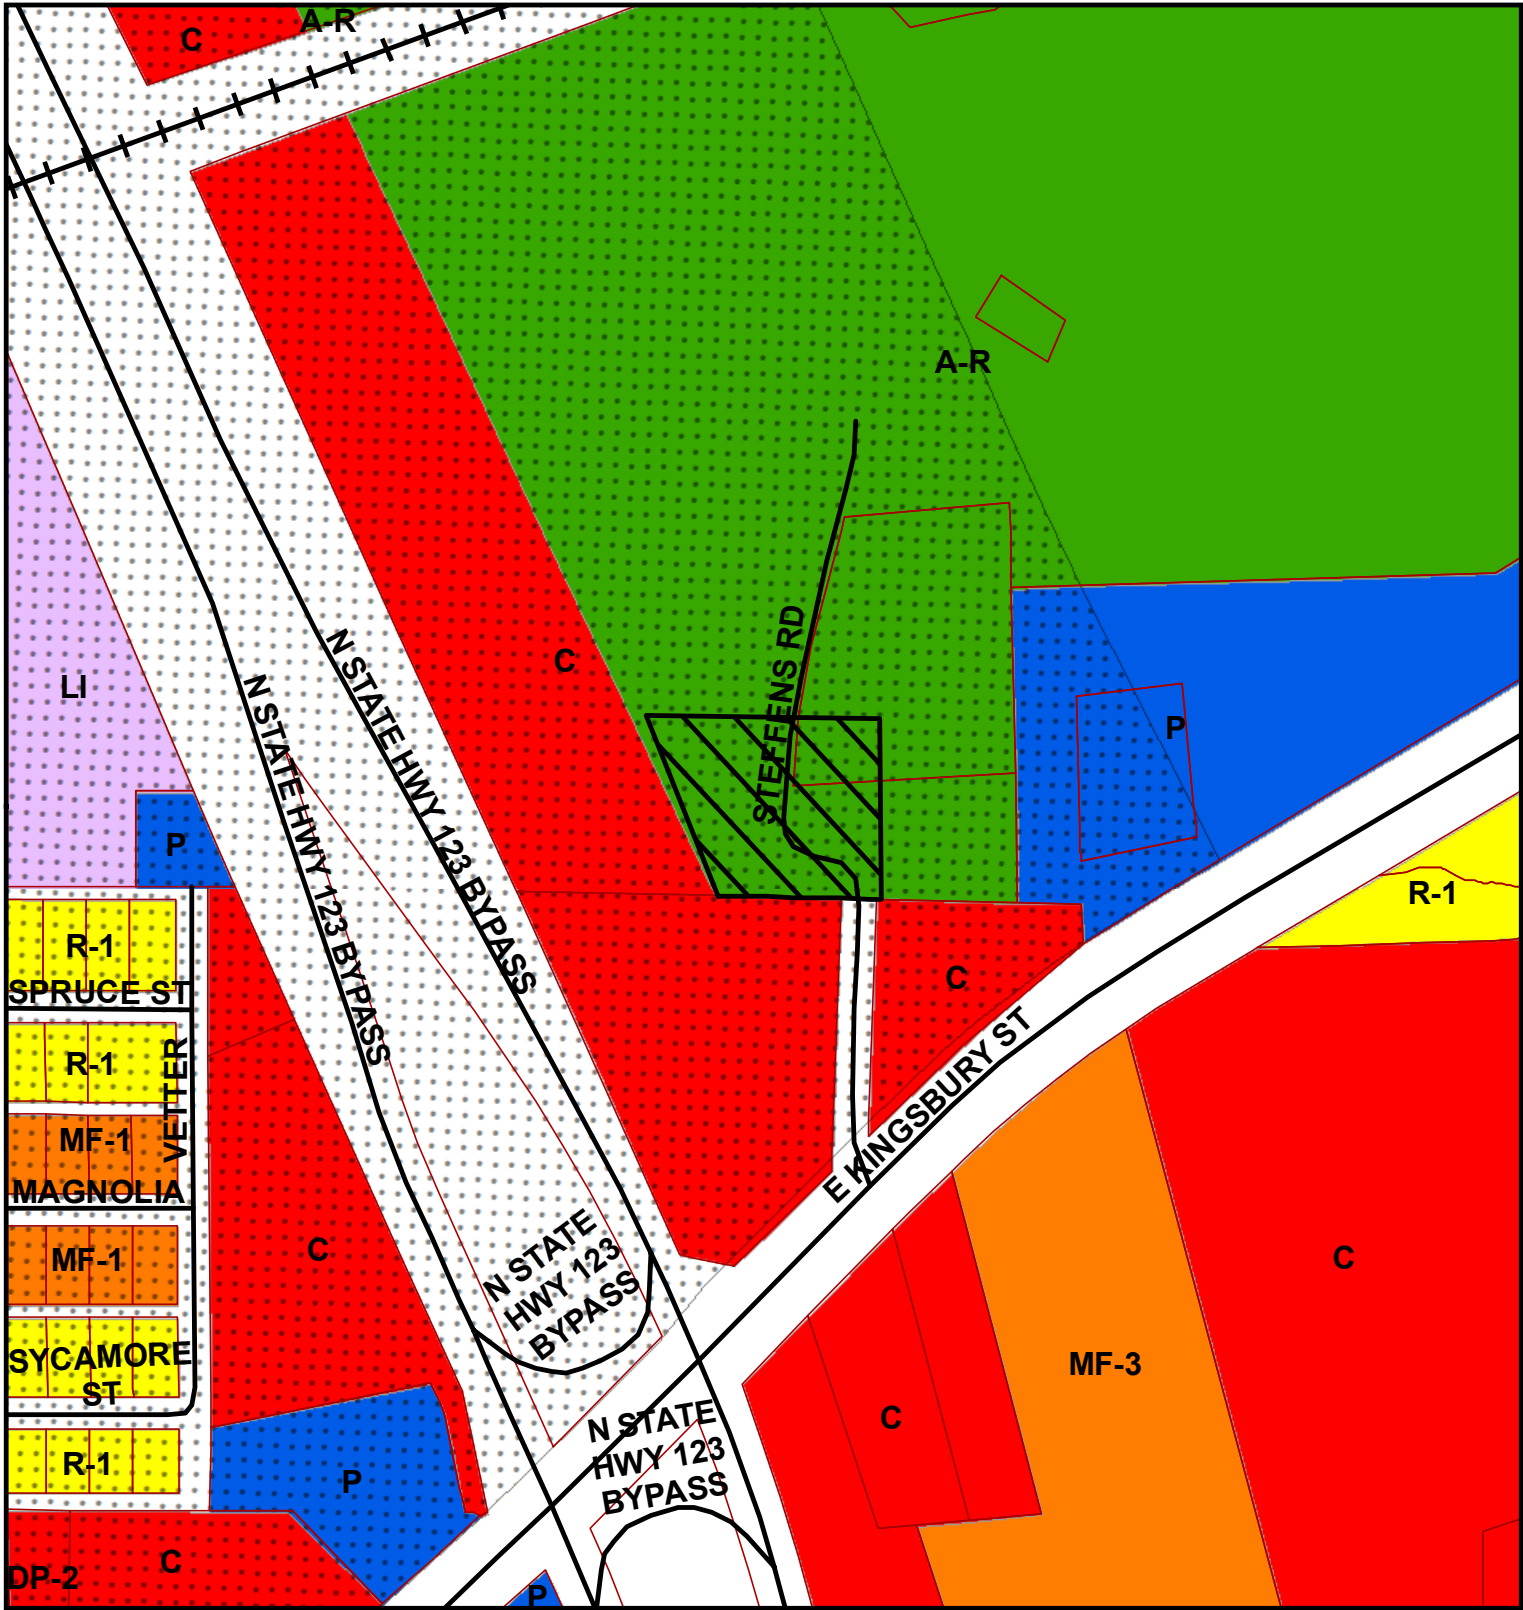 A-R
C
A-R
STEFFENS RD
C
LI
N STATE HWY 123 BYPASS
N STATE HWY 123 BYPASS
P
P
R-1
R-1
SPRUCE ST
C
E KINGSBURY ST
R-1
VETTER
MF-1
MAGNOLIA
MF-1
C
N STATE
HWY 123
BYPASS
C
SYCAMORE
ST
MF-3
C
N STATE
HWY 123
BYPASS
R-1
P
C
DP-2
P